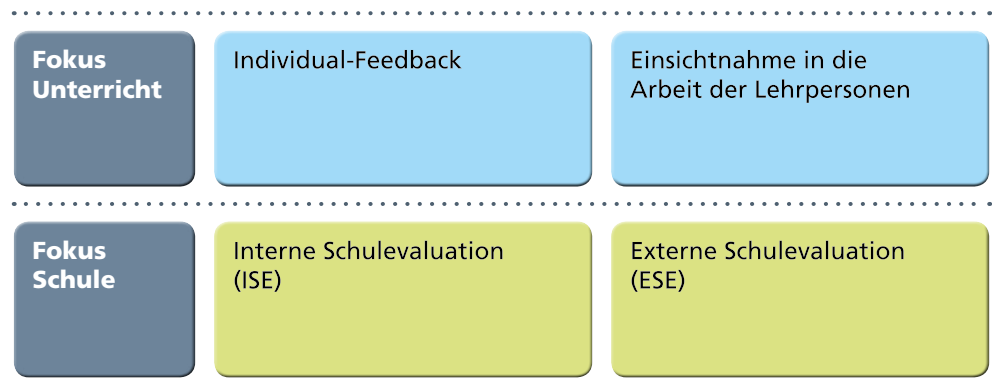 Fokus
Unterricht
Individual-Feedback
Einsichtnahme in die
Arbeit der Lehrpersonen
Fokus
Schule
Interne Schulevaluation
(ISE)
Externe Schulevaluation
(ESE)